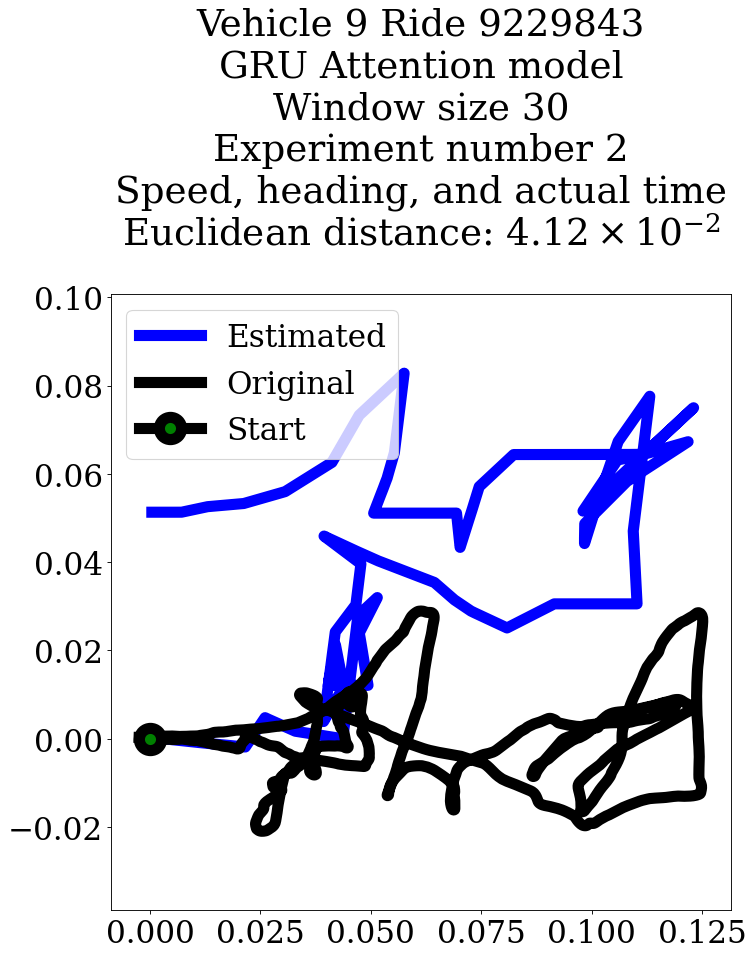 Vehicle 9 Ride 9229843
GRU Attention model
Window size 30
Experiment number 2
Speed, heading, and actual time
Euclidean distance: 4.12 × 10⁻²
0.10
0.08
0.06
0.04
0.02
0.00
−0.02
Estimated
Original
Start
0.000 0.025 0.050 0.075 0.100 0.125